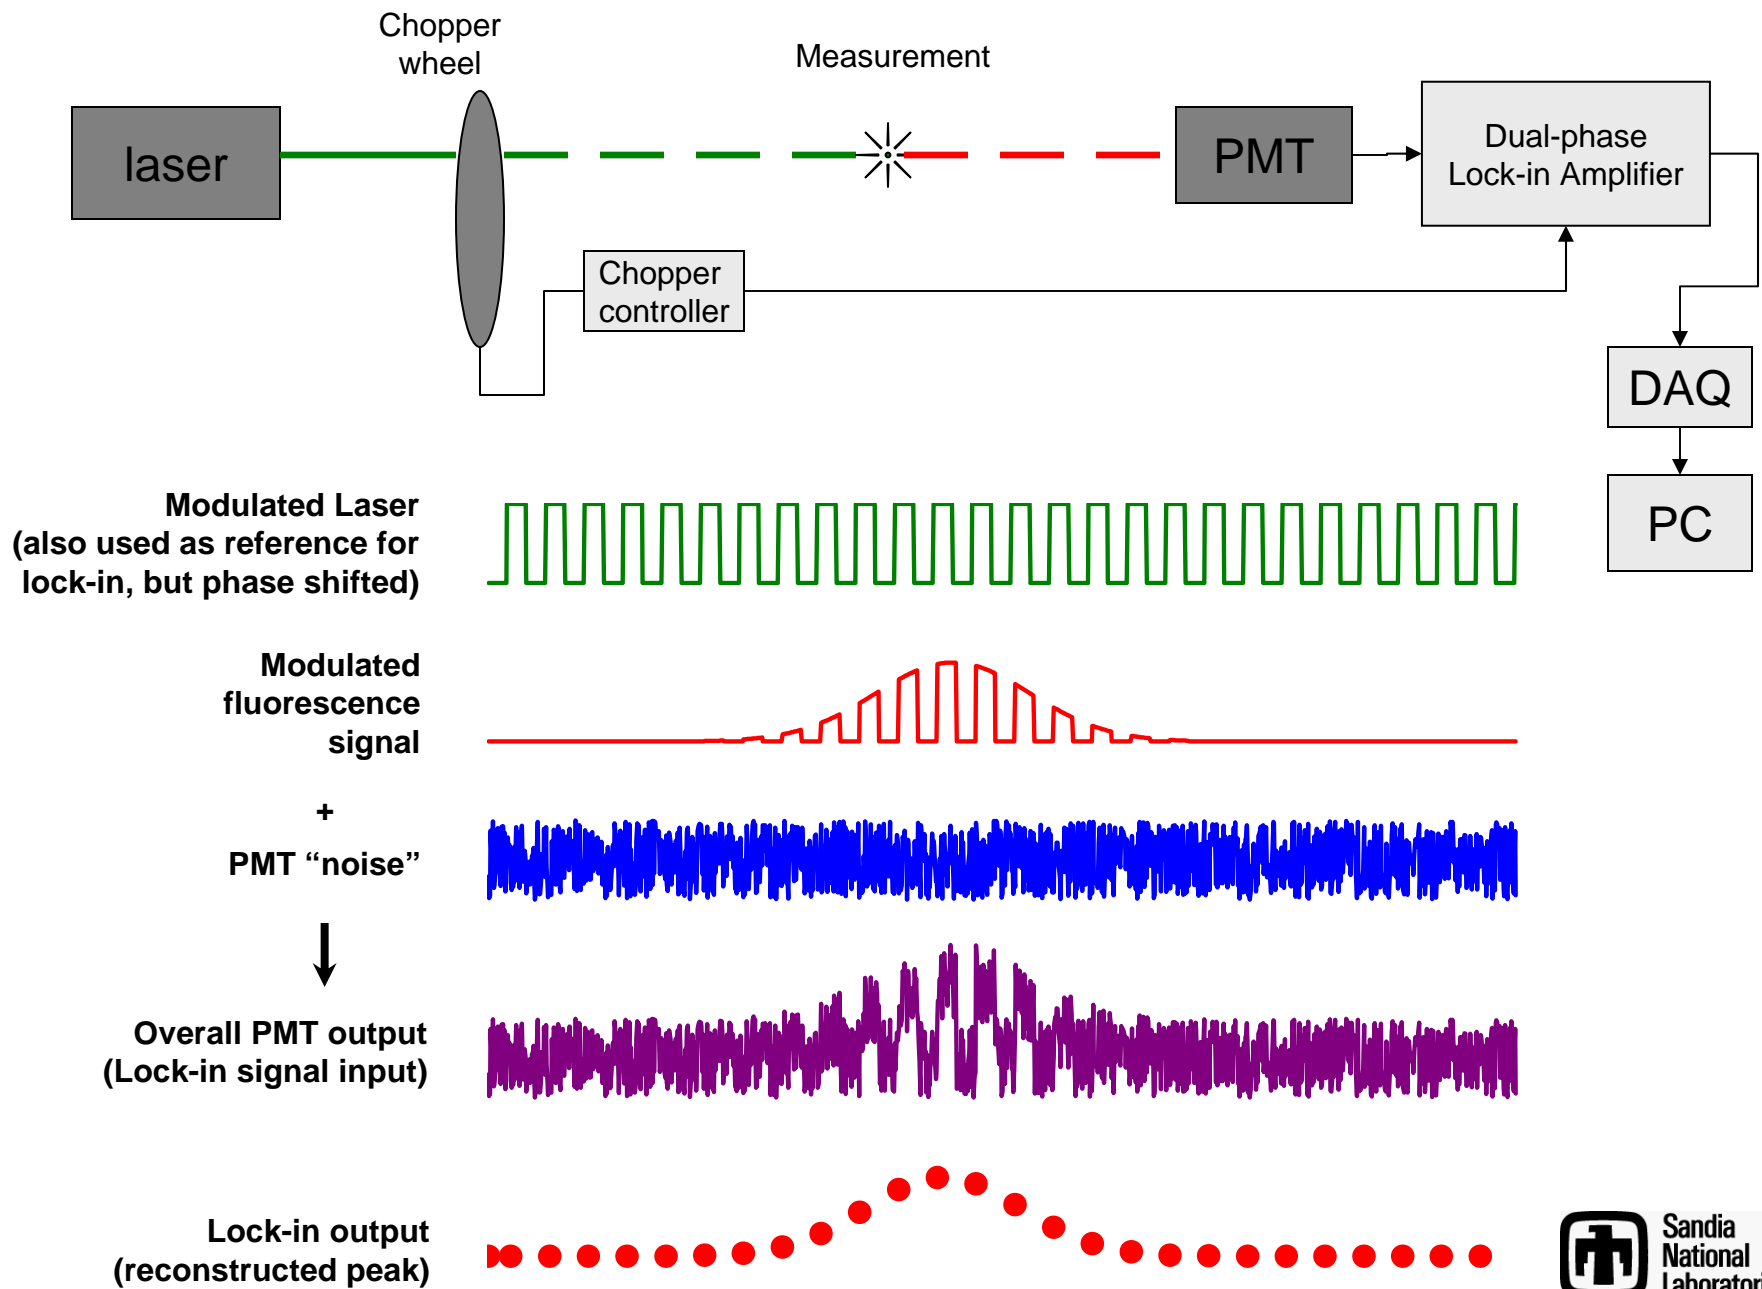 Chopper
wheel
Measurement
laser
PMT
Dual-phase
Lock-in Amplifier
Chopper
controller
DAQ
PC
Modulated Laser
(also used as reference for
lock-in, but phase shifted)
Modulated
fluorescence
signal
+
PMT “noise”
Overall PMT output
(Lock-in signal input)
Lock-in output
(reconstructed peak)
Sandia
National